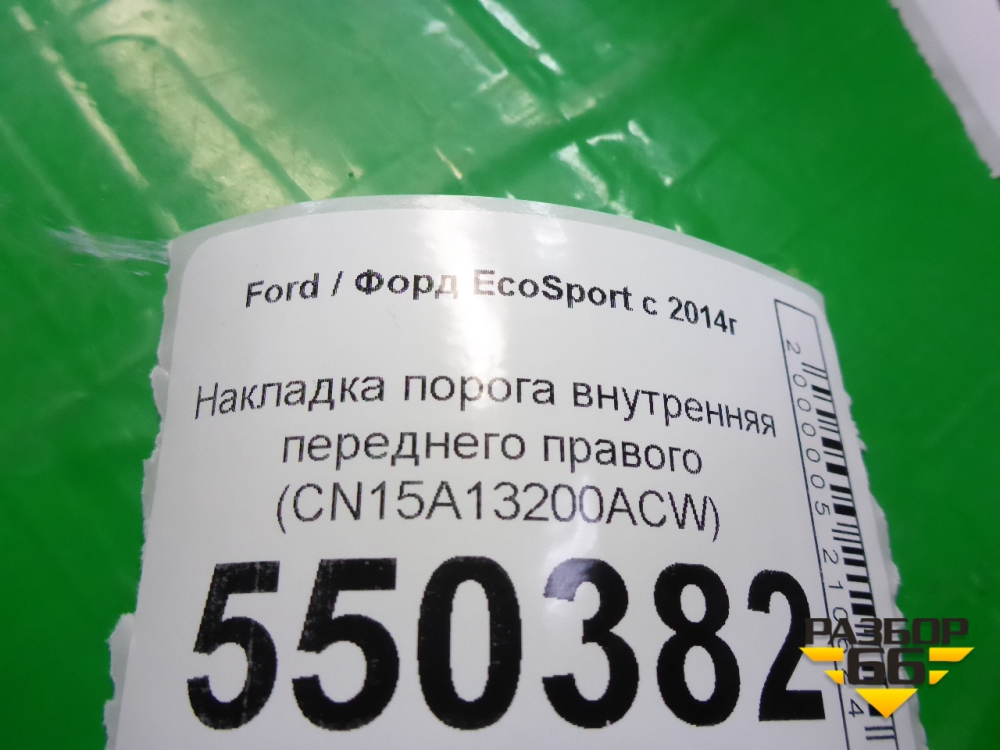 Ford / Форд EcoSport с 2014г
Накладка порога внутренняя
переднего правого
(CN15A13200ACW)
550382
РАЗБОР
66